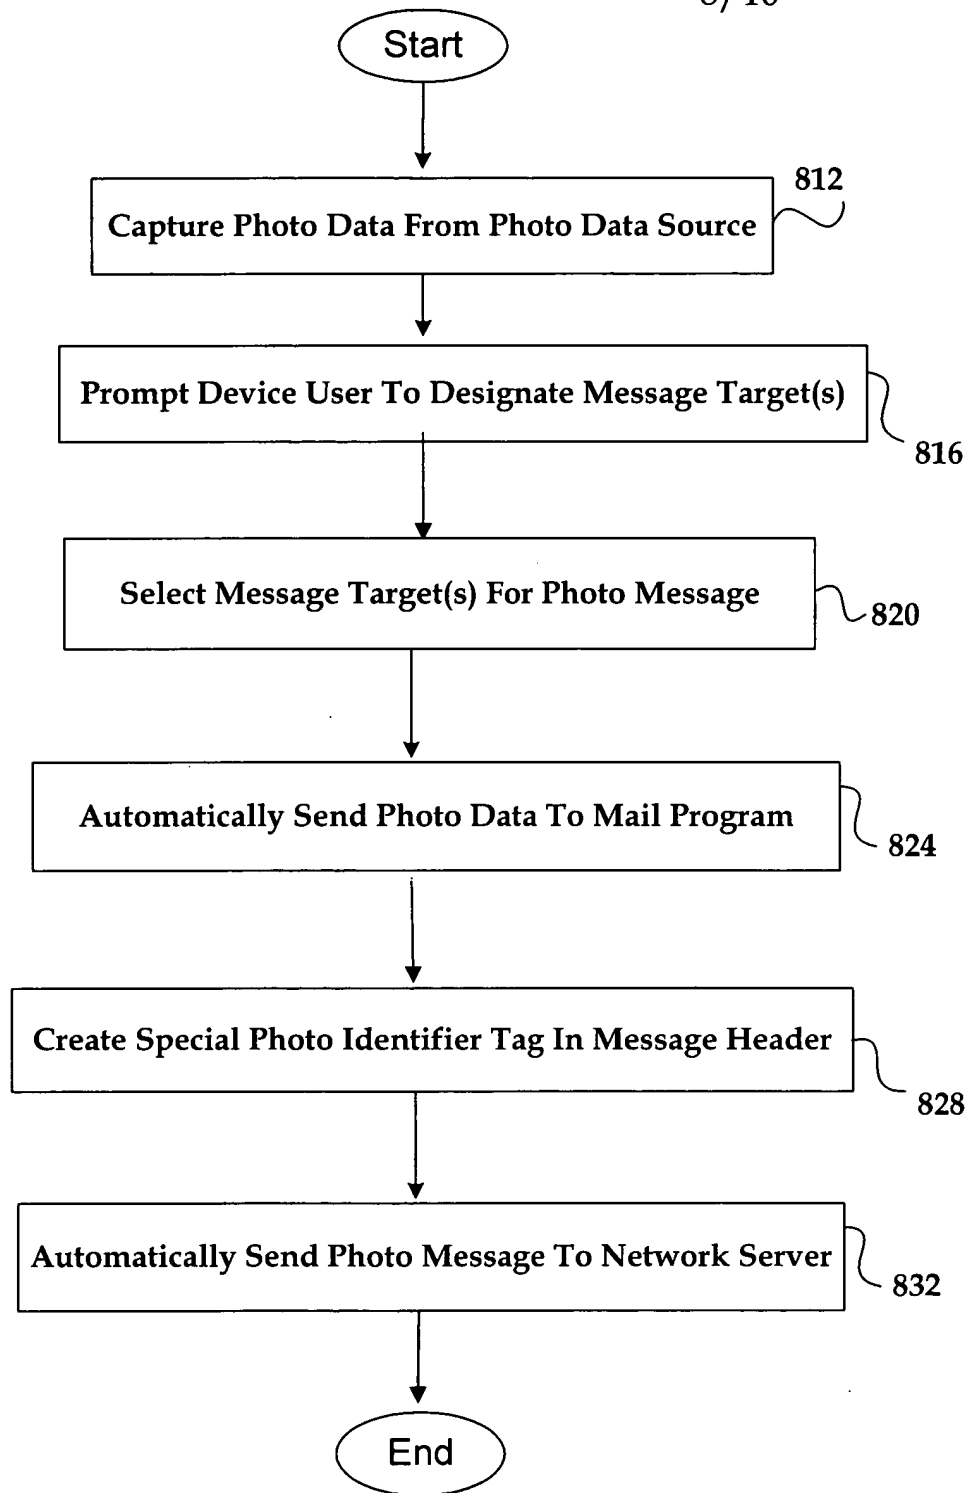 Start
812
Capture Photo Data From Photo Data Source
Prompt Device User To Designate Message Target(s)
816
Select Message Target(s) For Photo Message
820
Automatically Send Photo Data To Mail Program
824
Create Special Photo Identifier Tag In Message Header
828
Automatically Send Photo Message To Network Server
832
End